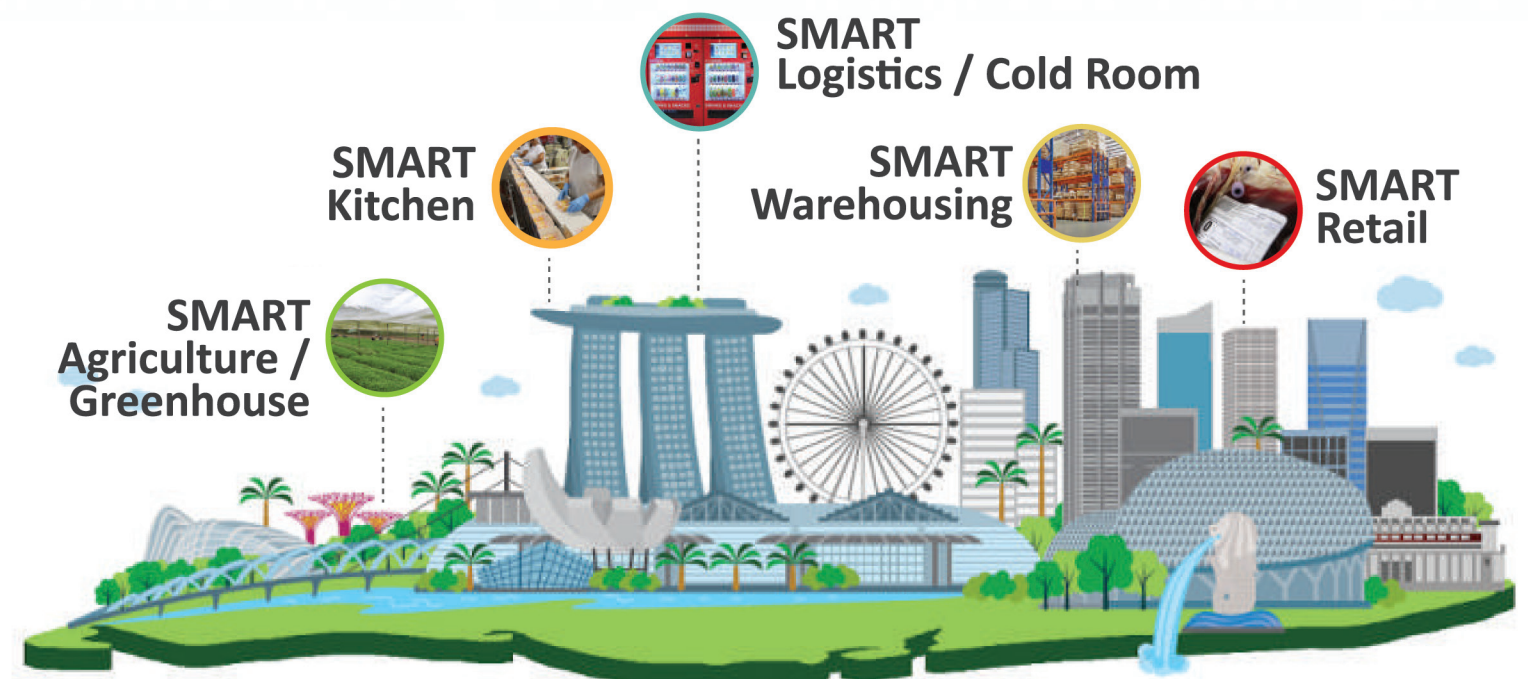 SMART
Logistics / Cold Room
SMART
Kitchen
SMART
Warehousing
SMART
Retail
SMART
Agriculture /
Greenhouse